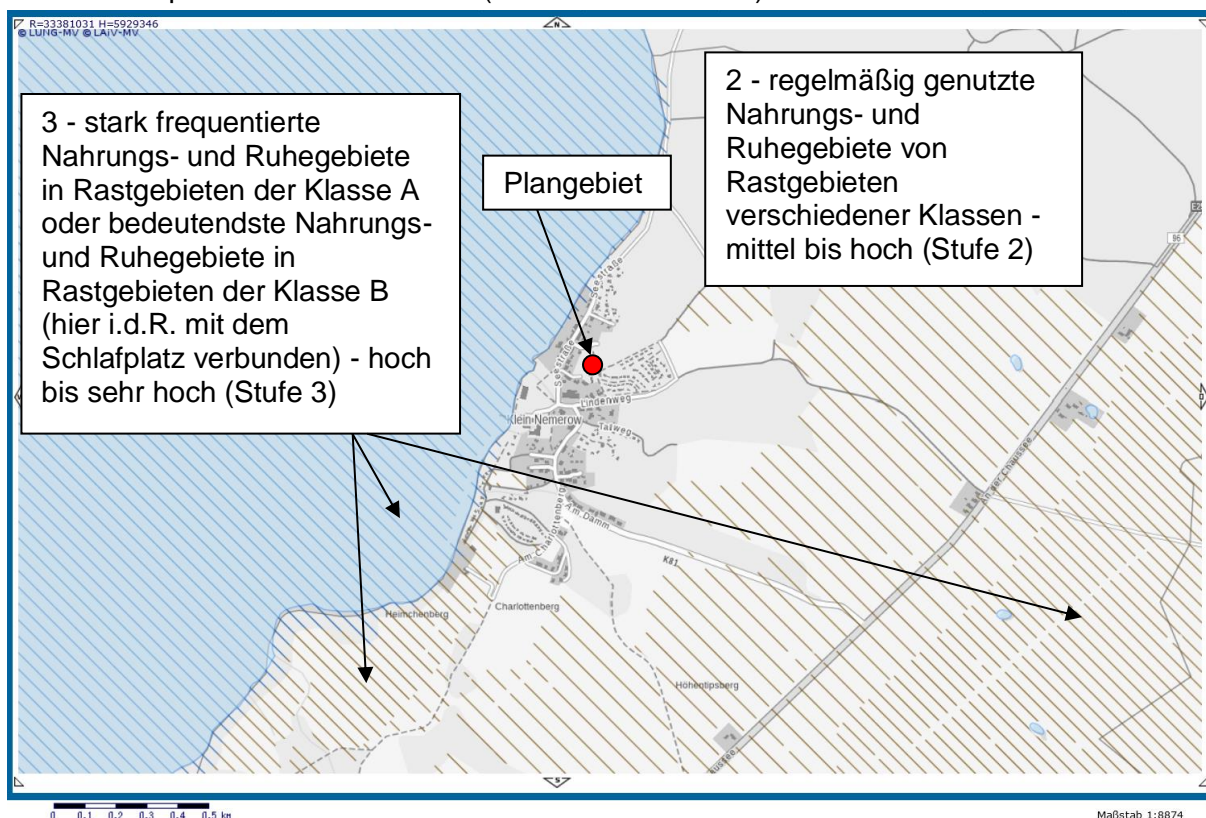 R=33381031 H=5929346
© LUNG-MV © LAiV-MV
N
3 - stark frequentierte
Nahrungs- und Ruhegebiete
in Rastgebieten der Klasse A
oder bedeutendste Nahrungs-
und Ruhegebiete in
Rastgebieten der Klasse B
(hier i.d.R. mit dem
Schlafplatz verbunden) - hoch
bis sehr hoch (Stufe 3)
Plangebiet
2 - regelmäßig genutzte
Nahrungs- und
Ruhegebiete von
Rastgebieten
verschiedener Klassen -
mittel bis hoch (Stufe 2)
96
Seestraße
Seestraße
Lindenweg
Klein Nemerow
Talweg
An der Chaussee
Am Damm
K81
Am Charlottenberg
Heimchenberg
Charlottenberg
Höhentipsberg
S
0 0.1 0.2 0.3 0.4 0.5 km
Maßstab 1:8874